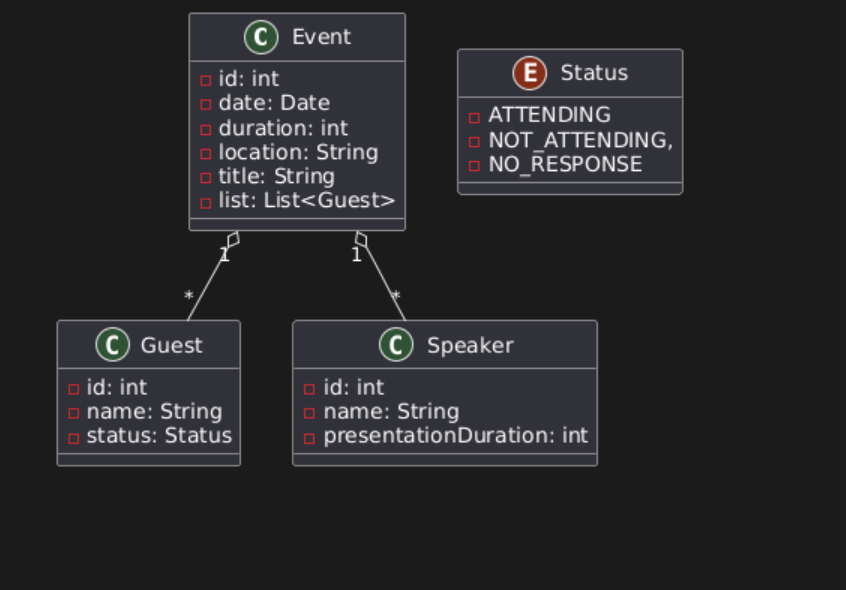 C Event
id: int
date: Date
duration: int
location: String
title: String
list: List<Guest>
E Status
ATTENDING
NOT_ATTENDING,
NO_RESPONSE
1
1
*
*
C Guest
id: int
name: String
status: Status
C Speaker
id: int
name: String
presentationDuration: int